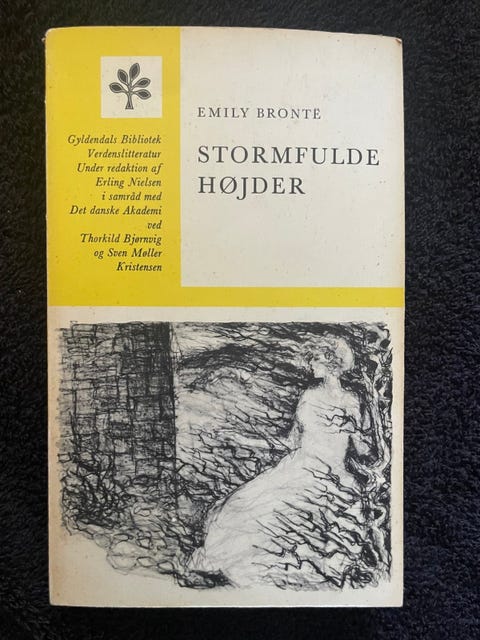 Gyldendals Bibliotek
Verdenslitteratur
Under redaktion af
Erling Nielsen
i samråd med
Det danske Akademi
ved
Thorkild Bjørnvig
og Sven Møller
Kristensen
EMILY BRONTË
STORMFULDE
HØJDER